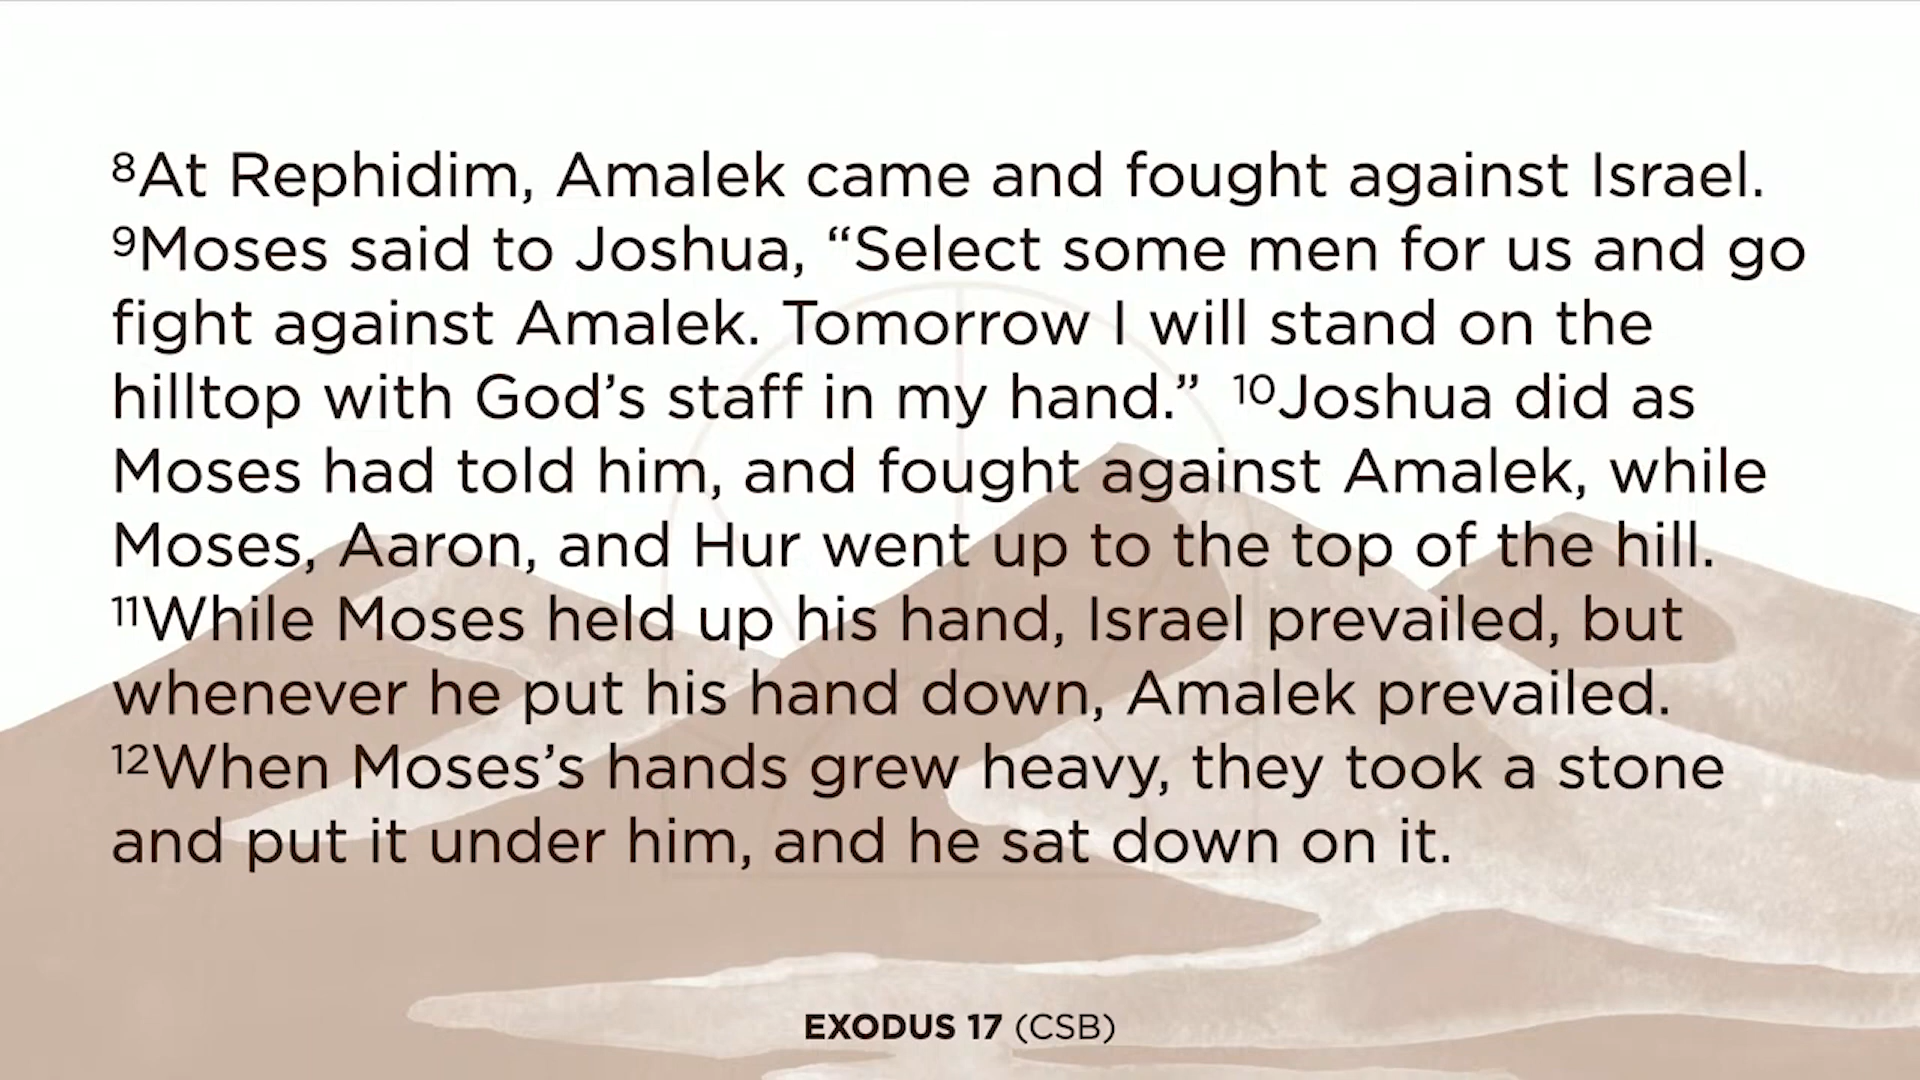 ⁸At Rephidim, Amalek came and fought against Israel.
⁹Moses said to Joshua, “Select some men for us and go
fight against Amalek. Tomorrow I will stand on the
hilltop with God’s staff in my hand.” ¹⁰Joshua did as
Moses had told him, and fought against Amalek, while
Moses, Aaron, and Hur went up to the top of the hill.
¹¹While Moses held up his hand, Israel prevailed, but
whenever he put his hand down, Amalek prevailed.
¹²When Moses’s hands grew heavy, they took a stone
and put it under him, and he sat down on it.
EXODUS 17 (CSB)